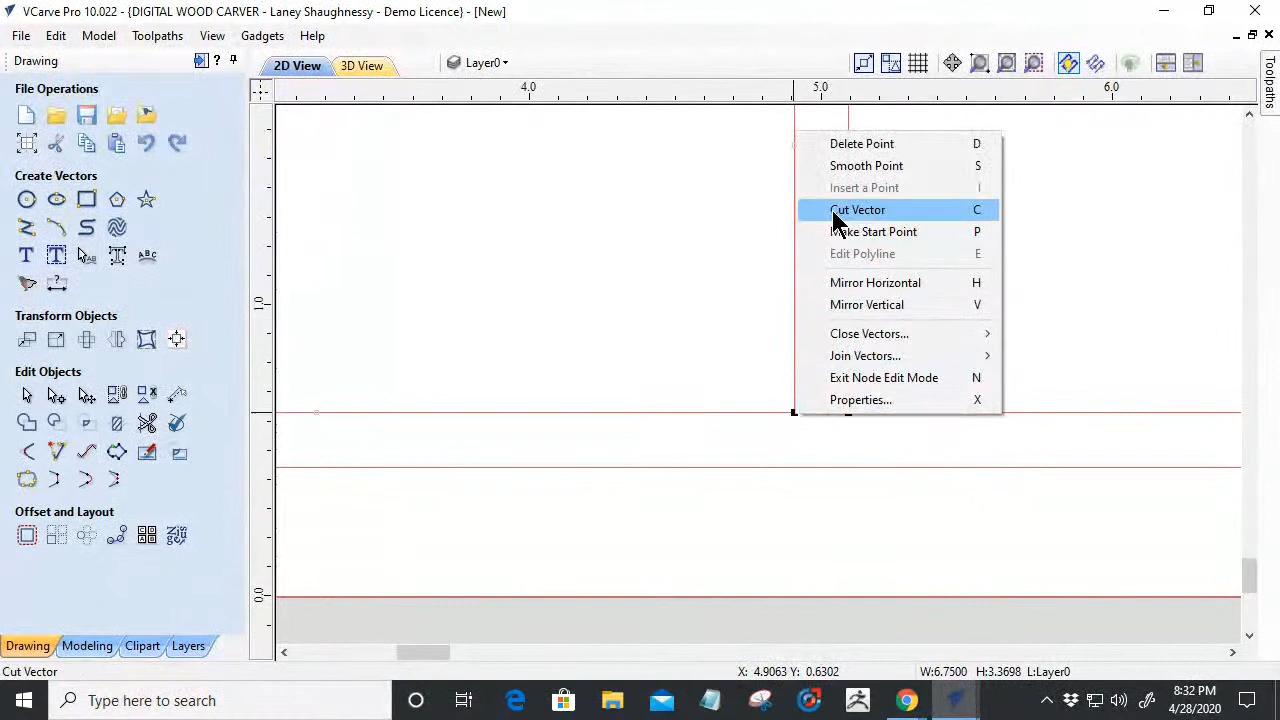 VCarve Pro 10.022 - {DIGITAL WOOD CARVER - Laney Shaughnessy - Demo Licence} - [New]
File Edit Model Toolpaths View Gadgets Help
Drawing
2D View 3D View Layer0
File Operations
4.0 5.0 6.0
Create Vectors
Transform Objects
Edit Objects
Offset and Layout
1.0
0.0
Delete Point D
Smooth Point S
Insert a Point I
Cut Vector C
Make Start Point P
Edit Polyline E
Mirror Horizontal H
Mirror Vertical V
Close Vectors...
Join Vectors...
Exit Node Edit Mode N
Properties... X
Toolpaths
Drawing Modeling Clipart Layers
Cut Vector X: 4.9063 Y: 0.6302 W:6.7500 H:3.3698 L:Layer0
Type here to search
8:32 PM
4/28/2020